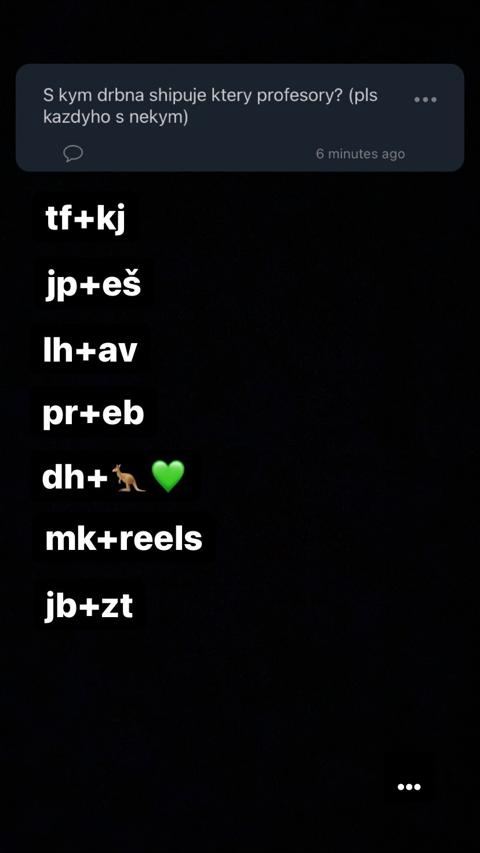 S kym drbna shipuje ktery profesory? (pls
kazdyho s nekym)
6 minutes ago
tf+kj
jp+eš
lh+av
pr+eb
dh+🦘💚
mk+reels
jb+zt